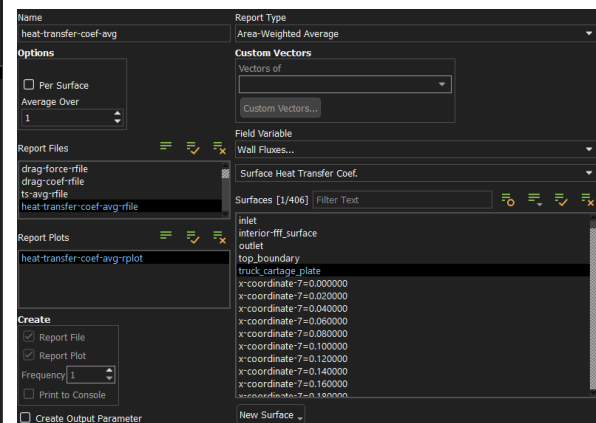 Name
heat-transfer-coef-avg
Options
Per Surface
Average Over
1
Report Files
drag-force-rfile
drag-coef-rfile
ts-avg-rfile
heat-transfer-coef-avg-rfile
Report Plots
heat-transfer-coef-avg-rplot
Create
Report File
Report Plot
Frequency 1
Print to Console
Create Output Parameter
Report Type
Area-Weighted Average
Custom Vectors
Vectors of
Custom Vectors...
Field Variable
Wall Fluxes...
Surface Heat Transfer Coef.
Surfaces [1/406] Filter Text
inlet
interior-fff_surface
outlet
top_boundary
truck_cartage_plate
x-coordinate-7=0.000000
x-coordinate-7=0.020000
x-coordinate-7=0.040000
x-coordinate-7=0.060000
x-coordinate-7=0.080000
x-coordinate-7=0.100000
x-coordinate-7=0.120000
x-coordinate-7=0.140000
x-coordinate-7=0.160000
x-coordinate-7=0.180000
New Surface